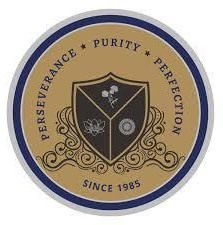 PERSEVERANCE ★ PURITY ★ PERFECTION
SINCE 1985